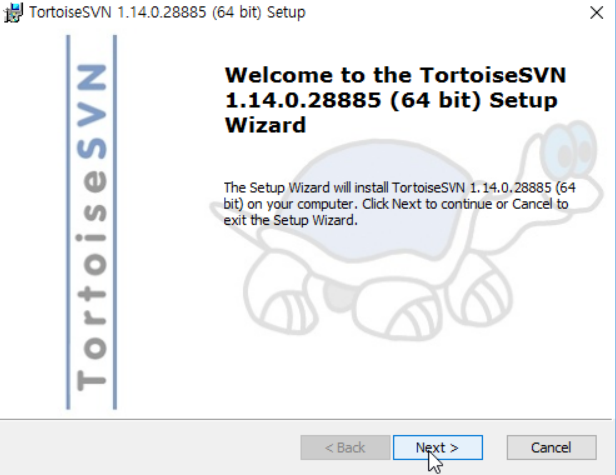 TortoiseSVN 1.14.0.28885 (64 bit) Setup
TortoiseSVN
Welcome to the TortoiseSVN
1.14.0.28885 (64 bit) Setup
Wizard
The Setup Wizard will install TortoiseSVN 1.14.0.28885 (64
bit) on your computer. Click Next to continue or Cancel to
exit the Setup Wizard.
< Back
Next >
Cancel